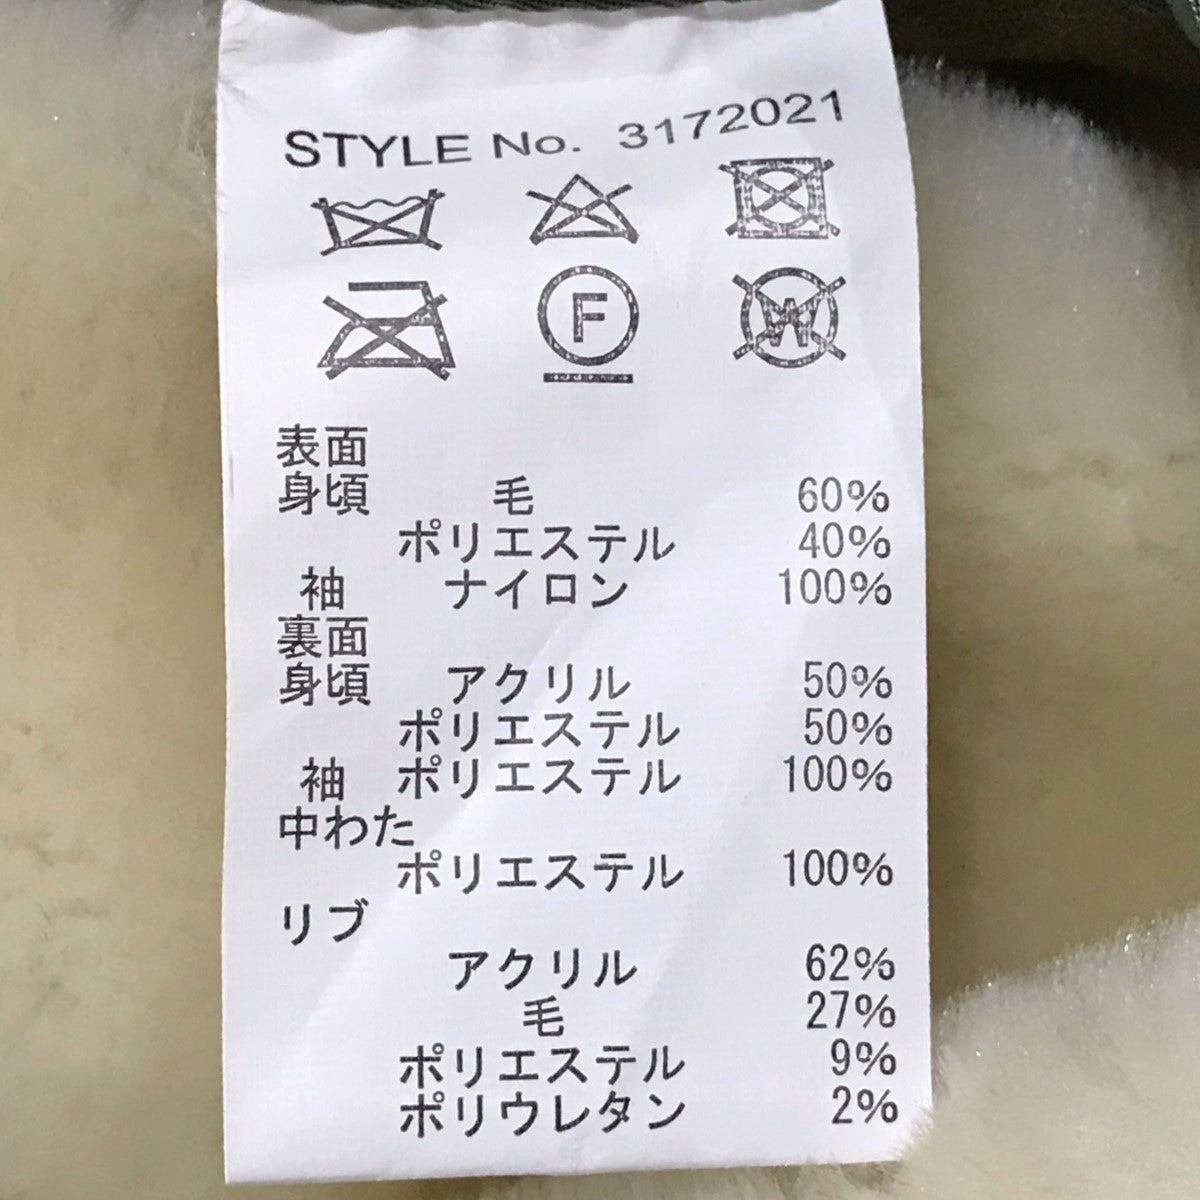 STYLE No. 3172021
F W
表面
身頃 毛 60%
ポリエステル 40%
袖 ナイロン 100%
裏面
身頃 アクリル 50%
ポリエステル 50%
袖 ポリエステル 100%
中わた
ポリエステル 100%
リブ
アクリル 62%
毛 27%
ポリエステル 9%
ポリウレタン 2%